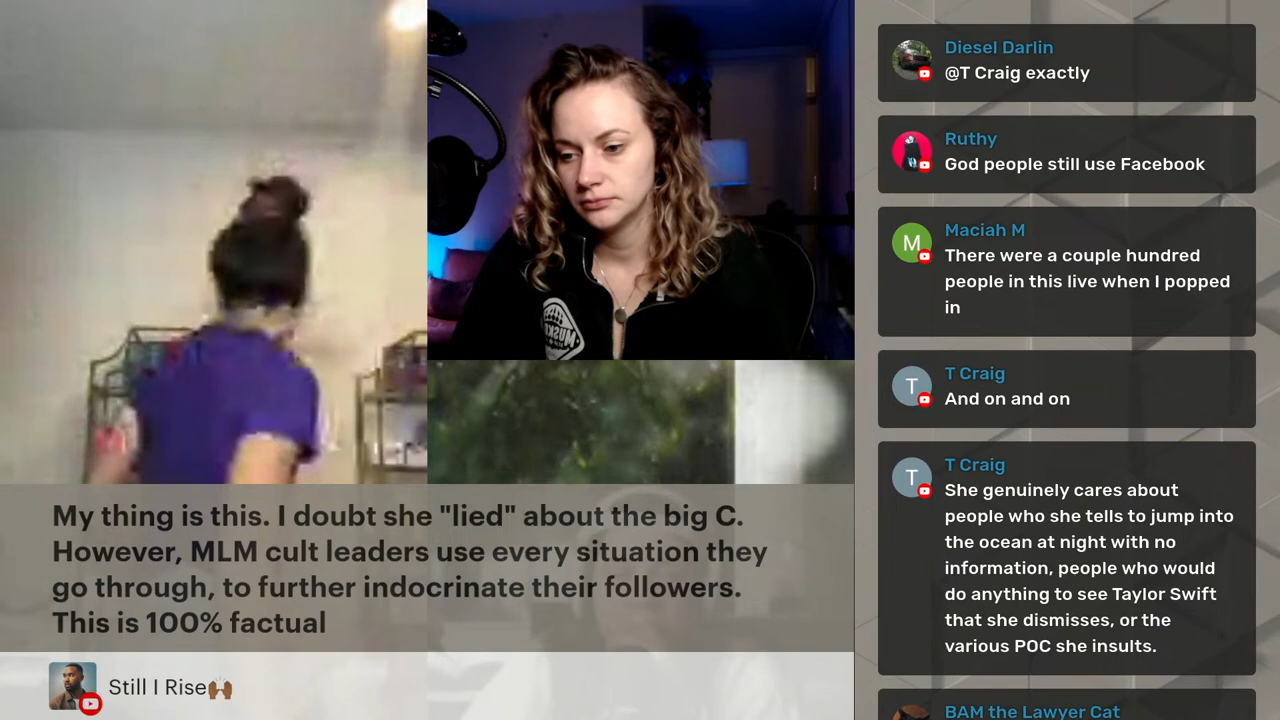 My thing is this. I doubt she "lied" about the big C.
However, MLM cult leaders use every situation they
go through, to further indocrinate their followers.
This is 100% factual
Still I Rise🙌🏾
Diesel Darlin
@T Craig exactly
Ruthy
God people still use Facebook
M
Maciah M
There were a couple hundred
people in this live when I popped
in
T
T Craig
And on and on
T
T Craig
She genuinely cares about
people who she tells to jump into
the ocean at night with no
information, people who would
do anything to see Taylor Swift
that she dismisses, or the
various POC she insults.
BAM the Lawyer Cat